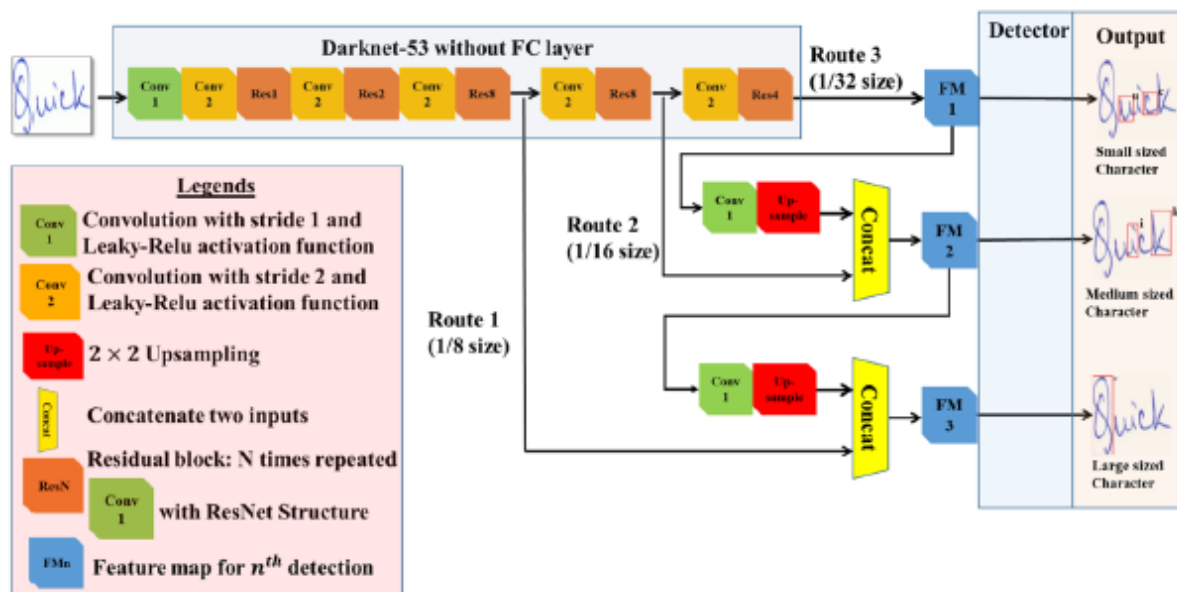 Darknet-53 without FC layer
Quick
Conv 1
Conv 2
Res1
Conv 2
Res2
Conv 2
Res8
Conv 2
Res8
Conv 2
Res4
Route 3
(1/32 size)
FM 1
Detector
Output
Quick
u
c
Small sized
Character
Conv 1
Up-sample
Concat
Route 2
(1/16 size)
FM 2
Quick
i
k
Medium sized
Character
Route 1
(1/8 size)
Conv 1
Up-sample
Concat
FM 3
Quick
Large sized
Character
Legends
Conv 1
Convolution with stride 1 and
Leaky-Relu activation function
Conv 2
Convolution with stride 2 and
Leaky-Relu activation function
Up-sample
2 × 2 Upsampling
Concat
Concatenate two inputs
ResN
Residual block: N times repeated
Conv 1
with ResNet Structure
FMn
Feature map for nth detection